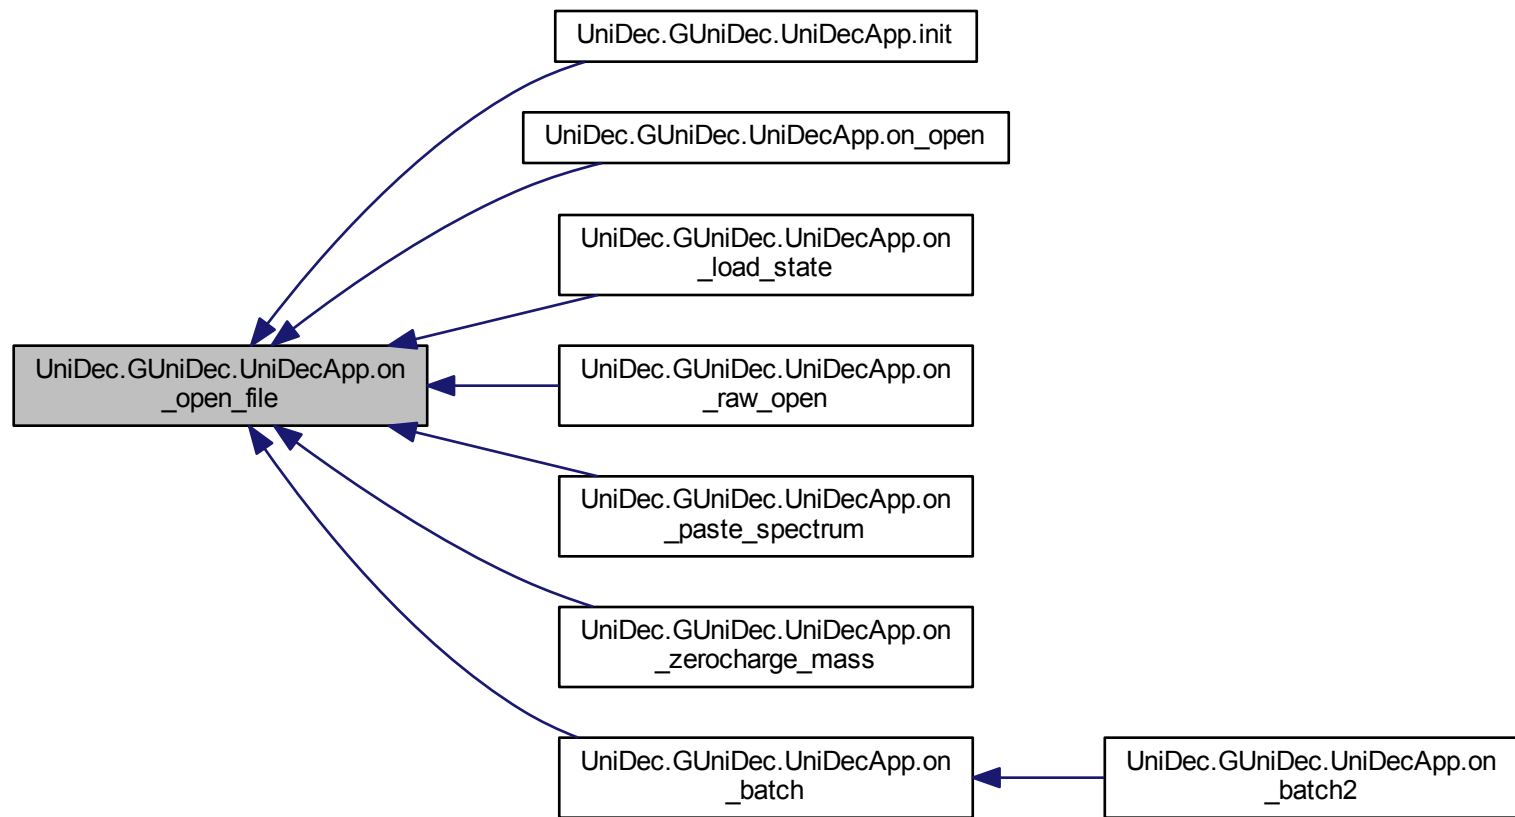 UniDec.GUniDec.UniDecApp.init
UniDec.GUniDec.UniDecApp.on_open
UniDec.GUniDec.UniDecApp.on
_load_state
UniDec.GUniDec.UniDecApp.on
_open_file
UniDec.GUniDec.UniDecApp.on
_raw_open
UniDec.GUniDec.UniDecApp.on
_paste_spectrum
UniDec.GUniDec.UniDecApp.on
_zerocharge_mass
UniDec.GUniDec.UniDecApp.on
_batch
UniDec.GUniDec.UniDecApp.on
_batch2